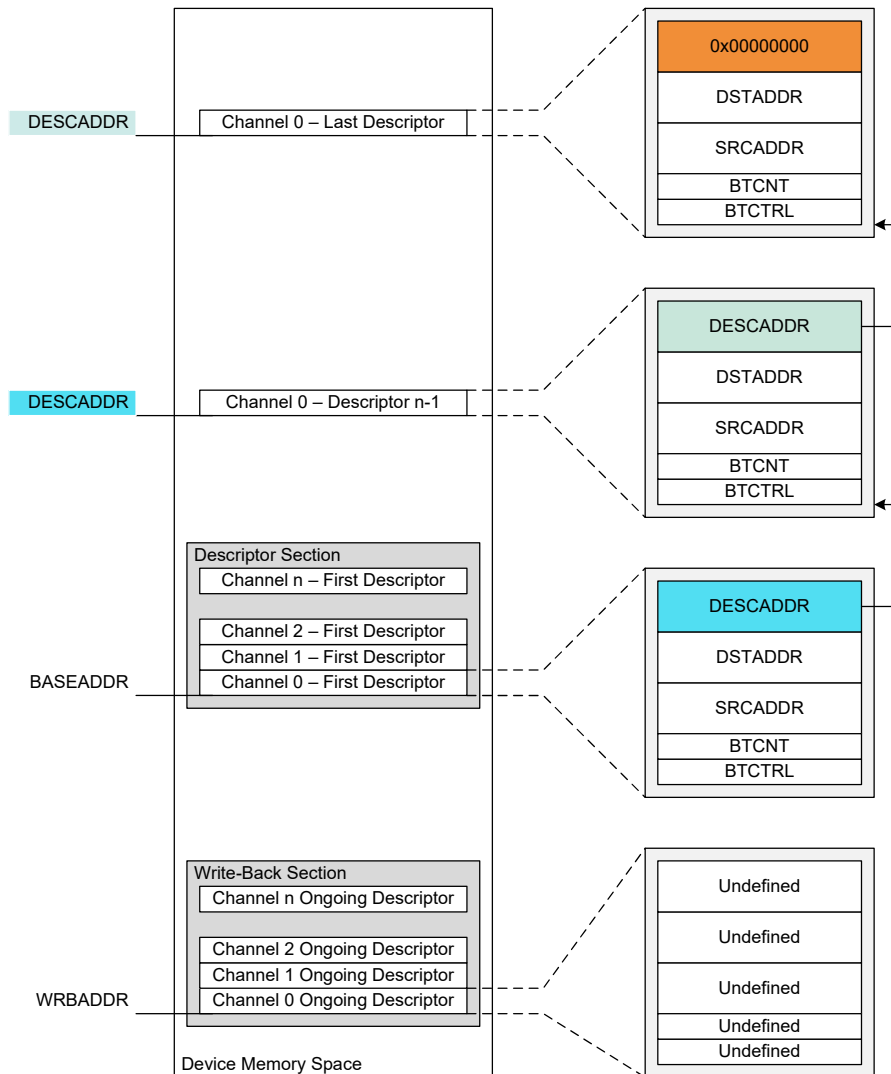 0x00000000
DESCADDR
Channel 0 – Last Descriptor
DSTADDR
SRCADDR
BTCNT
BTCTRL
DESCADDR
DESCADDR
Channel 0 – Descriptor n-1
DSTADDR
SRCADDR
BTCNT
BTCTRL
Descriptor Section
Channel n – First Descriptor
Channel 2 – First Descriptor
Channel 1 – First Descriptor
BASEADDR
Channel 0 – First Descriptor
DESCADDR
DSTADDR
SRCADDR
BTCNT
BTCTRL
Write-Back Section
Channel n Ongoing Descriptor
Channel 2 Ongoing Descriptor
Channel 1 Ongoing Descriptor
WRBADDR
Channel 0 Ongoing Descriptor
Undefined
Undefined
Undefined
Undefined
Undefined
Device Memory Space